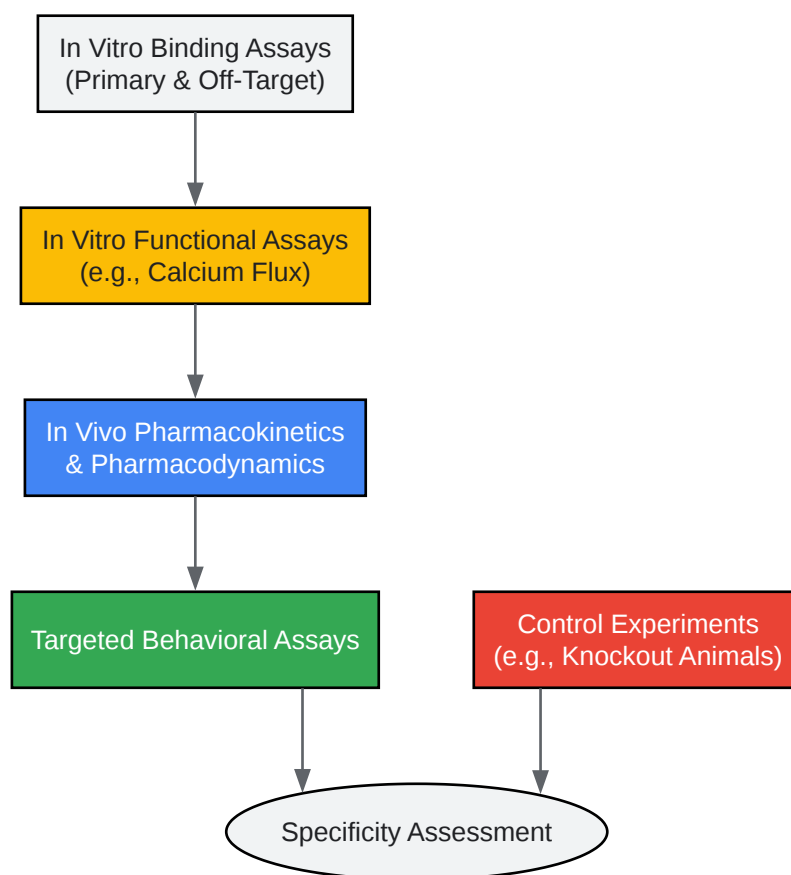 In Vitro Binding Assays
(Primary & Off-Target)
In Vitro Functional Assays
(e.g., Calcium Flux)
In Vivo Pharmacokinetics
& Pharmacodynamics
Targeted Behavioral Assays
Control Experiments
(e.g., Knockout Animals)
Specificity Assessment